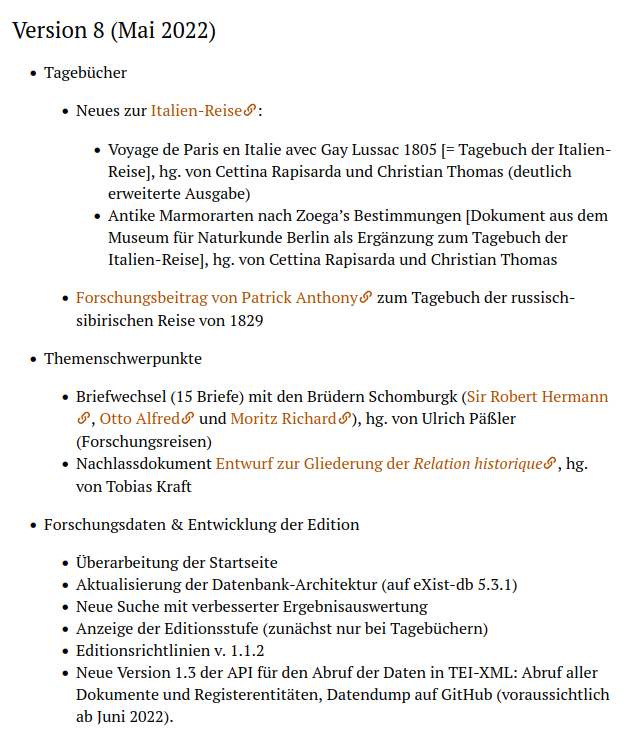 Version 8 (Mai 2022)
• Tagebücher
• Neues zur Italien-Reise:
• Voyage de Paris en Italie avec Gay Lussac 1805 [= Tagebuch der Italien-
Reise], hg. von Cettina Rapisarda und Christian Thomas (deutlich
erweiterte Ausgabe)
• Antike Marmorarten nach Zoega’s Bestimmungen [Dokument aus dem
Museum für Naturkunde Berlin als Ergänzung zum Tagebuch der
Italien-Reise], hg. von Cettina Rapisarda und Christian Thomas
• Forschungsbeitrag von Patrick Anthony zum Tagebuch der russisch-
sibirischen Reise von 1829
• Themenschwerpunkte
• Briefwechsel (15 Briefe) mit den Brüdern Schomburgk (Sir Robert Hermann
, Otto Alfred und Moritz Richard), hg. von Ulrich Päßler
(Forschungsreisen)
• Nachlassdokument Entwurf zur Gliederung der Relation historique, hg.
von Tobias Kraft
• Forschungsdaten & Entwicklung der Edition
• Überarbeitung der Startseite
• Aktualisierung der Datenbank-Architektur (auf eXist-db 5.3.1)
• Neue Suche mit verbesserter Ergebnisauswertung
• Anzeige der Editionsstufe (zunächst nur bei Tagebüchern)
• Editionsrichtlinien v. 1.1.2
• Neue Version 1.3 der API für den Abruf der Daten in TEI-XML: Abruf aller
Dokumente und Registerentitäten, Datendump auf GitHub (voraussichtlich
ab Juni 2022).